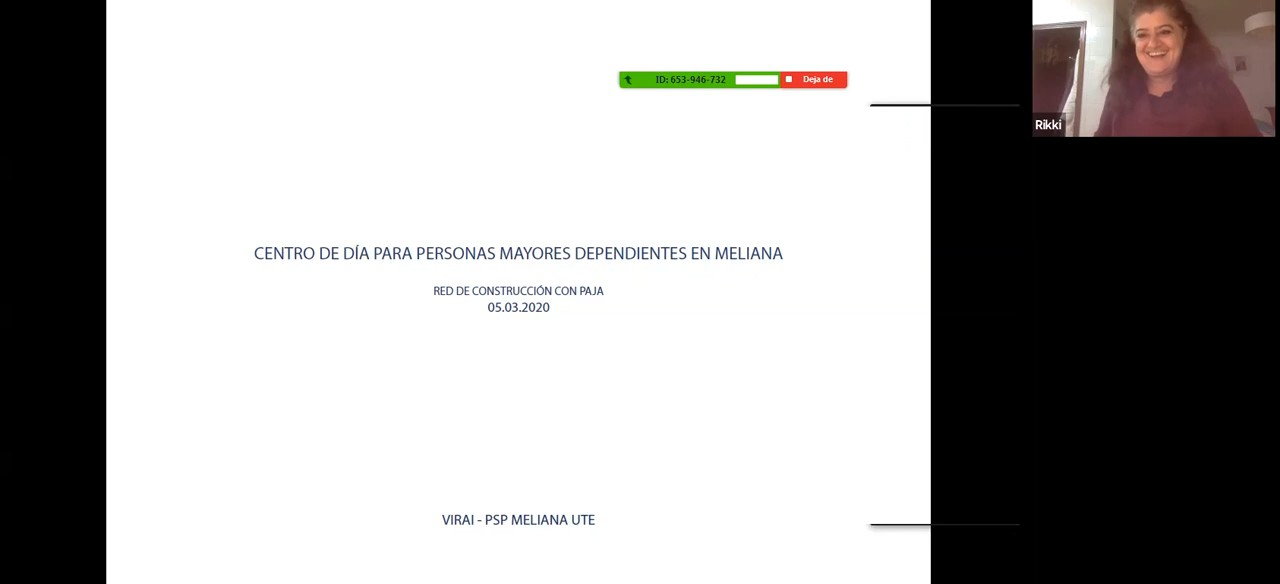 ID: 653-946-732
Deja de
Rikki
CENTRO DE DÍA PARA PERSONAS MAYORES DEPENDIENTES EN MELIANA
RED DE CONSTRUCCIÓN CON PAJA
05.03.2020
VIRAI - PSP MELIANA UTE